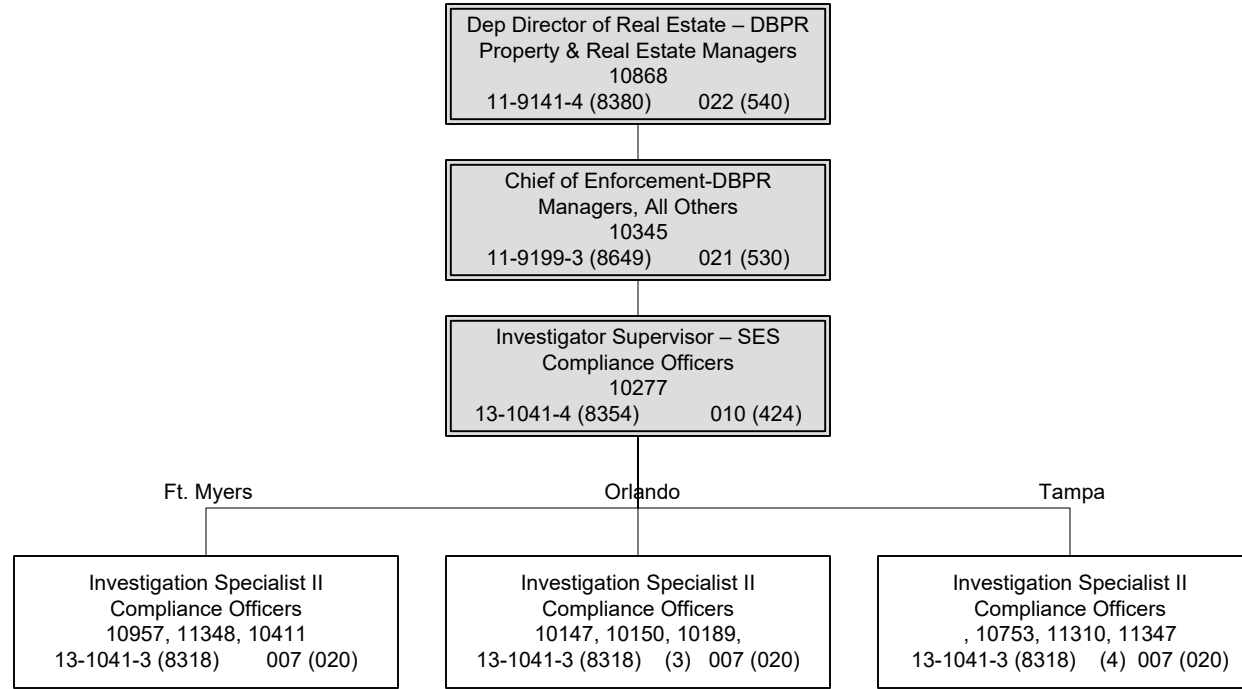 Dep Director of Real Estate – DBPR
Property & Real Estate Managers
10868
11-9141-4 (8380) 022 (540)
Chief of Enforcement-DBPR
Managers, All Others
10345
11-9199-3 (8649) 021 (530)
Investigator Supervisor – SES
Compliance Officers
10277
13-1041-4 (8354) 010 (424)
Ft. Myers
Investigation Specialist II
Compliance Officers
10957, 11348, 10411
13-1041-3 (8318) 007 (020)
Orlando
Investigation Specialist II
Compliance Officers
10147, 10150, 10189,
13-1041-3 (8318) (3) 007 (020)
Tampa
Investigation Specialist II
Compliance Officers
, 10753, 11310, 11347
13-1041-3 (8318) (4) 007 (020)